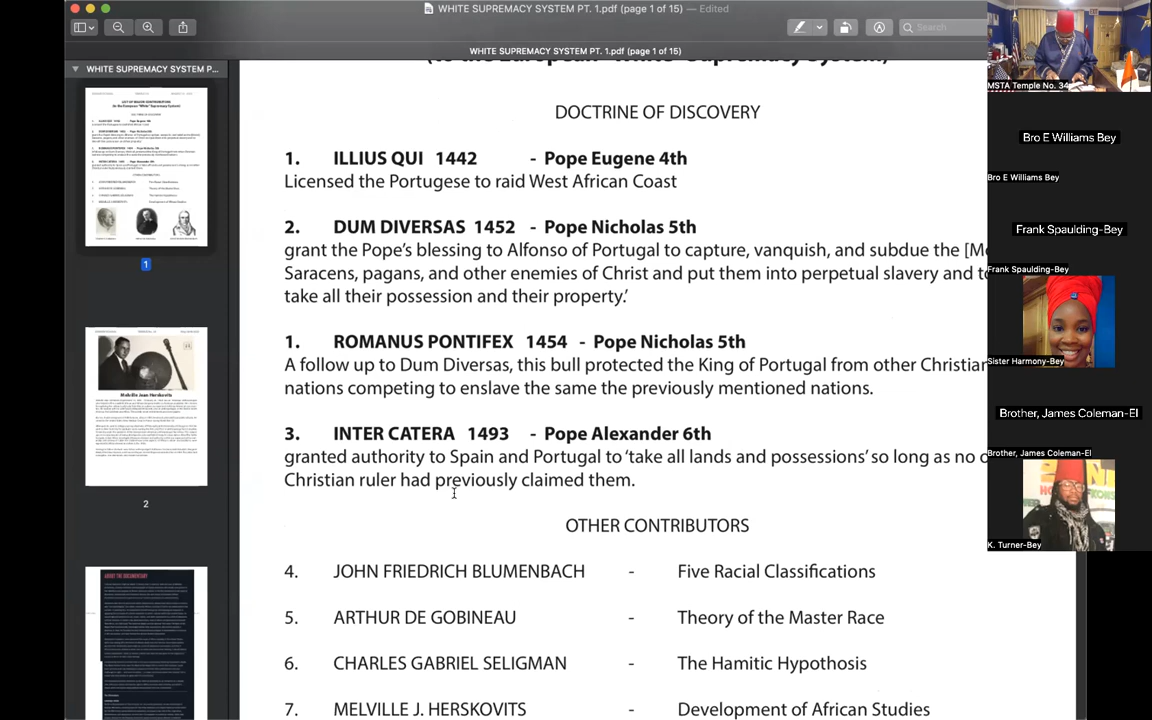 WHITE SUPREMACY SYSTEM PT. 1.pdf (page 1 of 15) — Edited
Search
WHITE SUPREMACY SYSTEM PT. 1.pdf (page 1 of 15)
WHITE SUPREMACY SYSTEM P...
1
2
(to the European "White" Supremacy System)
DCTRINE OF DISCOVERY
1. ILLIUS QUI 1442 - Pope Eugene 4th
Licensed the Portugese to raid West African Coast
2. DUM DIVERSAS 1452 - Pope Nicholas 5th
grant the Pope's blessing to Alfonso of Portugal to capture, vanquish, and subdue the
Saracens, pagans, and other enemies of Christ and put them into perpetual slavery and
take all their possession and their property.'
1. ROMANUS PONTIFEX 1454 - Pope Nicholas 5th
A follow up to Dum Diversas, this bull protected the King of Portugal from other Christian
nations competing to enslave the same the previously mentioned nations.
3. INTER CATERA 1493 - Pope Alexander 6th
granted authority to Spain and Portugal to 'take all lands and possessions' so long as no
Christian ruler had previously claimed them.
OTHER CONTRIBUTORS
4. JOHN FRIEDRICH BLUMENBACH - Five Racial Classifications
5. ARTHUR DE GOBINEAU - Theory of the Master Race
6. CHARLES GABRIEL SELIGMAN - The Hamitic Hypothosis
7. MELVILLE J. HERSKOVITS - Development of African Studies
MSTA Temple No. 34
Bro E Williams Bey
Bro E Williams Bey
Frank Spaulding-Bey
Frank Spaulding-Bey
Sister Harmony-Bey
Brother, James Coleman-El
Brother, James Coleman-El
K. Turner-Bey